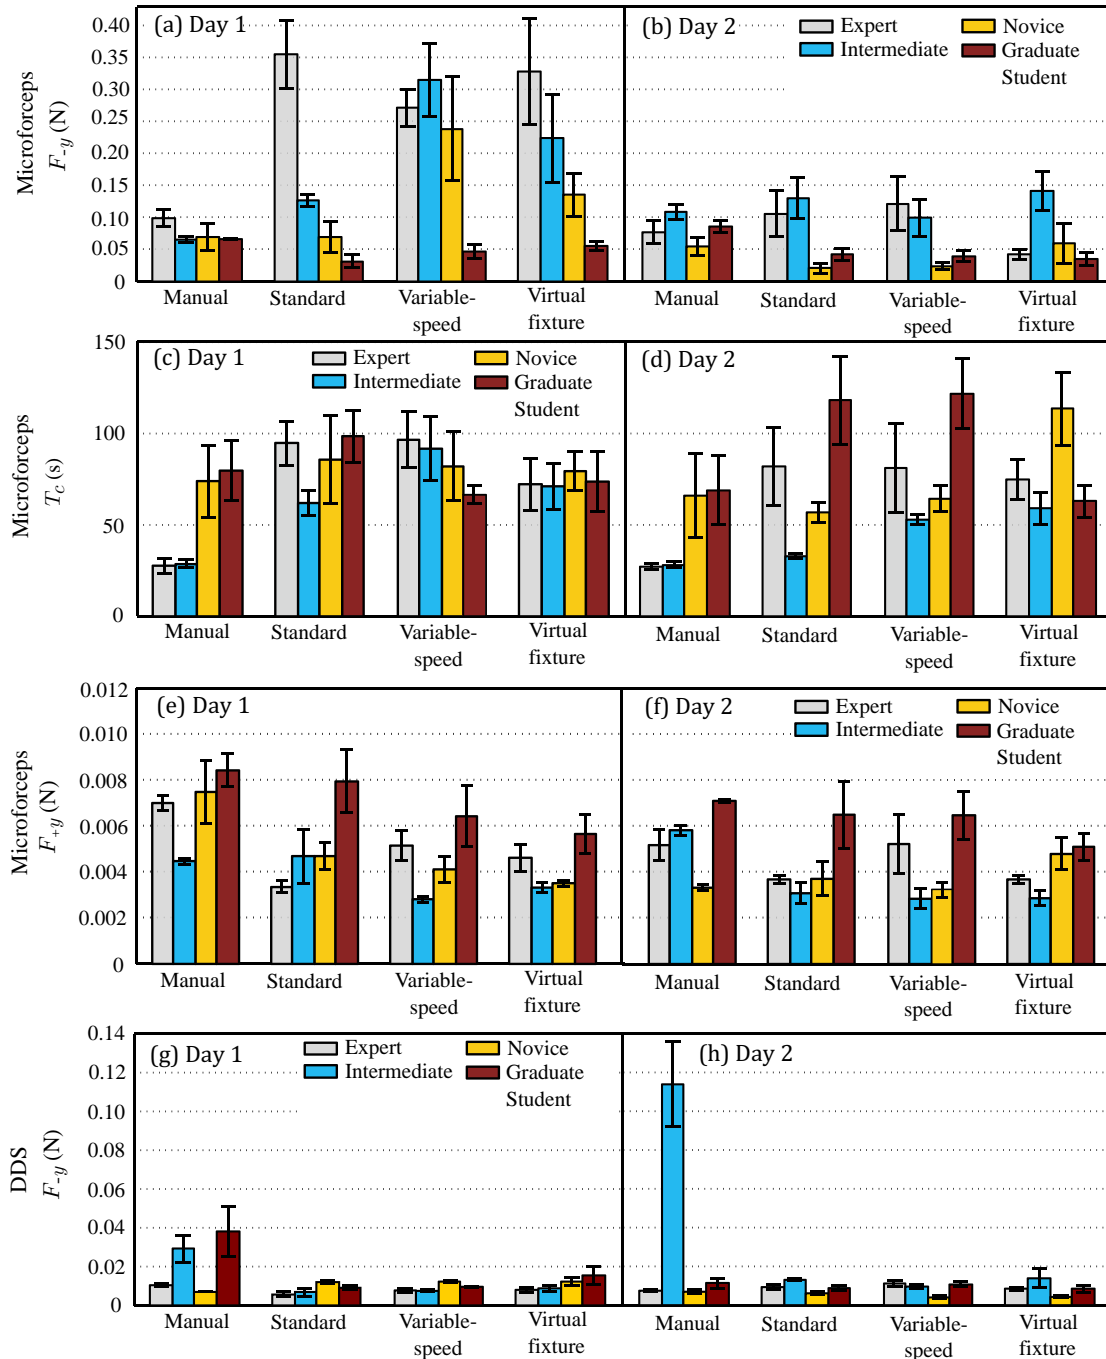 (a) Day 1
(b) Day 2
Expert
Novice
Intermediate
Graduate
Student
Microforceps
F-y (N)
0.40
0.35
0.30
0.25
0.20
0.15
0.10
0.05
0
Manual
Standard
Variable-
speed
Virtual
fixture
Manual
Standard
Variable-
speed
Virtual
fixture
(c) Day 1
Expert
Novice
Intermediate
Graduate
Student
(d) Day 2
Microforceps
Tc (s)
150
100
50
0
Manual
Standard
Variable-
speed
Virtual
fixture
Manual
Standard
Variable-
speed
Virtual
fixture
(e) Day 1
(f) Day 2
Expert
Novice
Intermediate
Graduate
Student
Microforceps
F+y (N)
0.012
0.010
0.008
0.006
0.004
0.002
0
Manual
Standard
Variable-
speed
Virtual
fixture
Manual
Standard
Variable-
speed
Virtual
fixture
(g) Day 1
Expert
Novice
Intermediate
Graduate
Student
(h) Day 2
DDS
F-y (N)
0.14
0.12
0.10
0.08
0.06
0.04
0.02
0
Manual
Standard
Variable-
speed
Virtual
fixture
Manual
Standard
Variable-
speed
Virtual
fixture